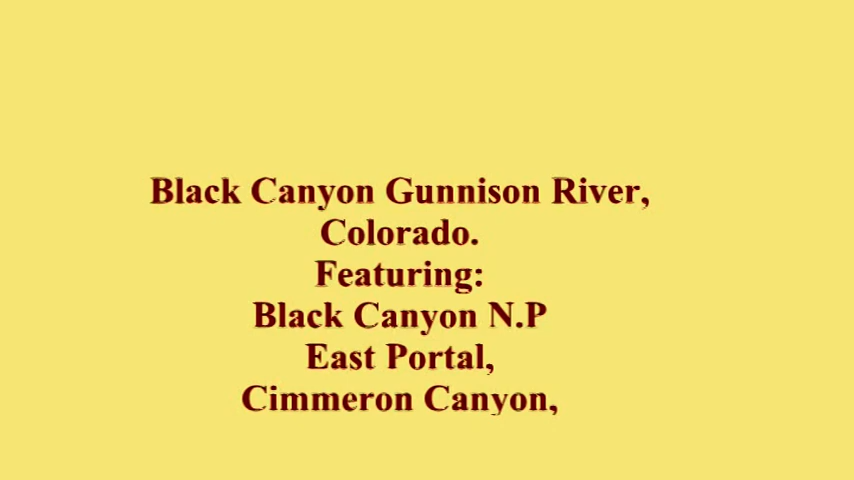 Black Canyon Gunnison River,
Colorado.
Featuring:
Black Canyon N.P
East Portal,
Cimmeron Canyon,